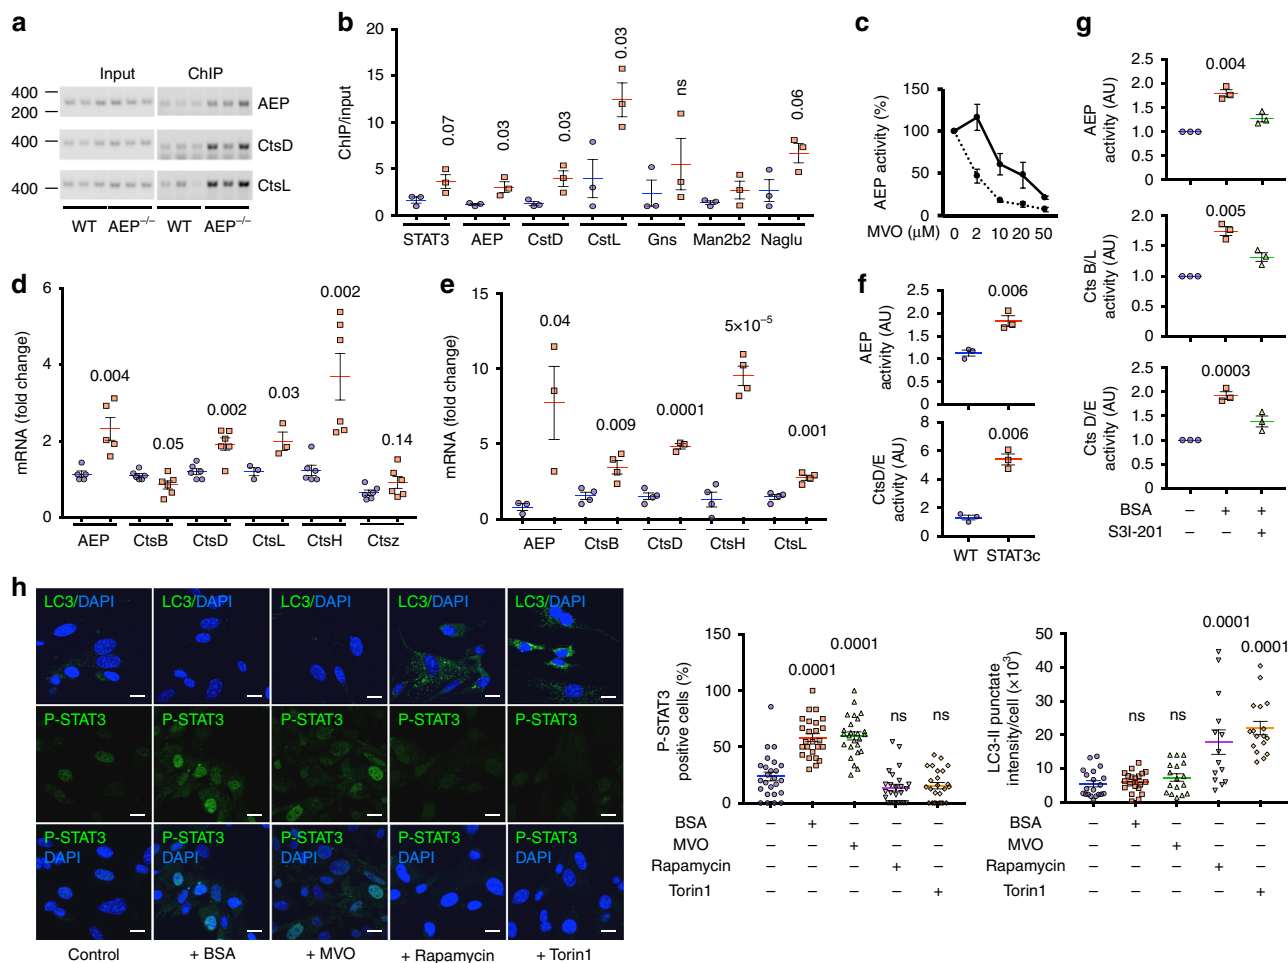 a
Input ChIP
400
200
AEP
400
CtsD
400
CtsL
WT AEP–/– WT AEP–/–
b
ChIP/input
20
15
10
5
0
0.07 0.03 0.03 0.03 ns 0.06
STAT3 AEP CstD CstL Gns Man2b2 Naglu
c
AEP activity (%)
150
100
50
0
MVO (μM) 0 2 10 20 50
d
mRNA (fold change)
6
4
2
0
0.004 0.05 0.002 0.03 0.002 0.14
AEP CtsB CtsD CtsL CtsH Ctsz
e
mRNA (fold change)
15
10
5
0
0.04 0.009 0.0001 5×10⁻⁵ 0.001
AEP CtsB CtsD CtsH CtsL
f
AEP activity (AU)
2.5
2.0
1.5
1.0
0.5
0
0.006
CtsD/E activity (AU)
8
6
4
2
0
0.006
WT STAT3c
g
AEP activity (AU)
2.5
2.0
1.5
1.0
0.5
0
0.004
Cts B/L activity (AU)
2.5
2.0
1.5
1.0
0.5
0
0.005
Cts D/E activity (AU)
2.5
2.0
1.5
1.0
0.5
0
0.0003
BSA – + +
S3I-201 – – +
h
LC3/DAPI LC3/DAPI LC3/DAPI LC3/DAPI LC3/DAPI
P-STAT3 P-STAT3 P-STAT3 P-STAT3 P-STAT3
P-STAT3 P-STAT3 P-STAT3 P-STAT3 P-STAT3
DAPI DAPI DAPI DAPI DAPI
Control + BSA + MVO + Rapamycin + Torin1
P-STAT3 positive cells (%)
150
100
50
0
0.0001 0.0001 ns ns
BSA – + – – –
MVO – – + – –
Rapamycin – – – + –
Torin1 – – – – +
LC3-II punctate intensity/cell (×10³)
50
40
30
20
10
0
ns ns 0.0001 0.0001
BSA – + – – –
MVO – – + – –
Rapamycin – – – + –
Torin1 – – – – +